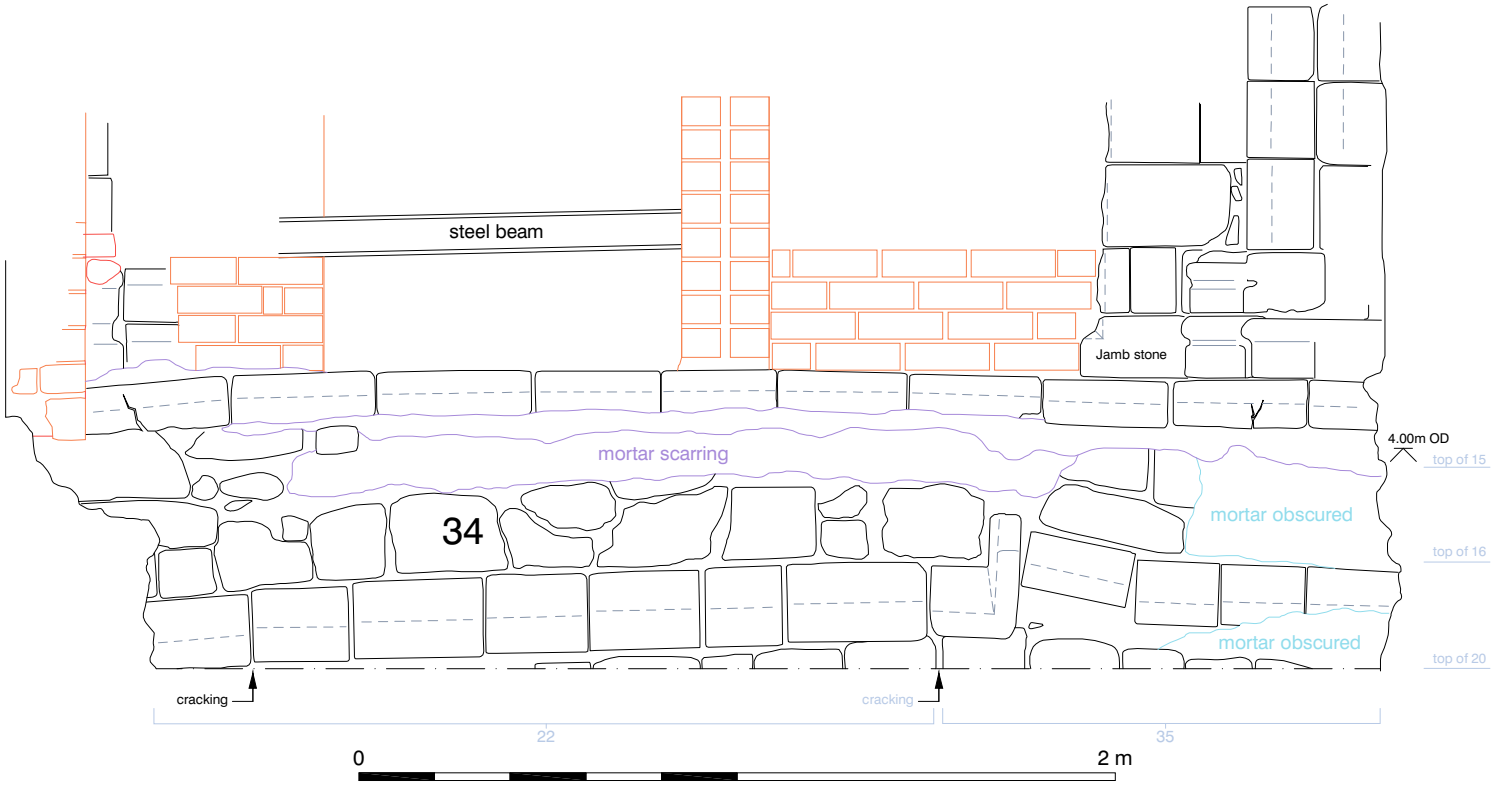 steel beam
Jamb stone
4.00m OD
mortar scarring
top of 15
mortar obscured
34
top of 16
mortar obscured
top of 20
cracking
cracking
22
35
0
2 m